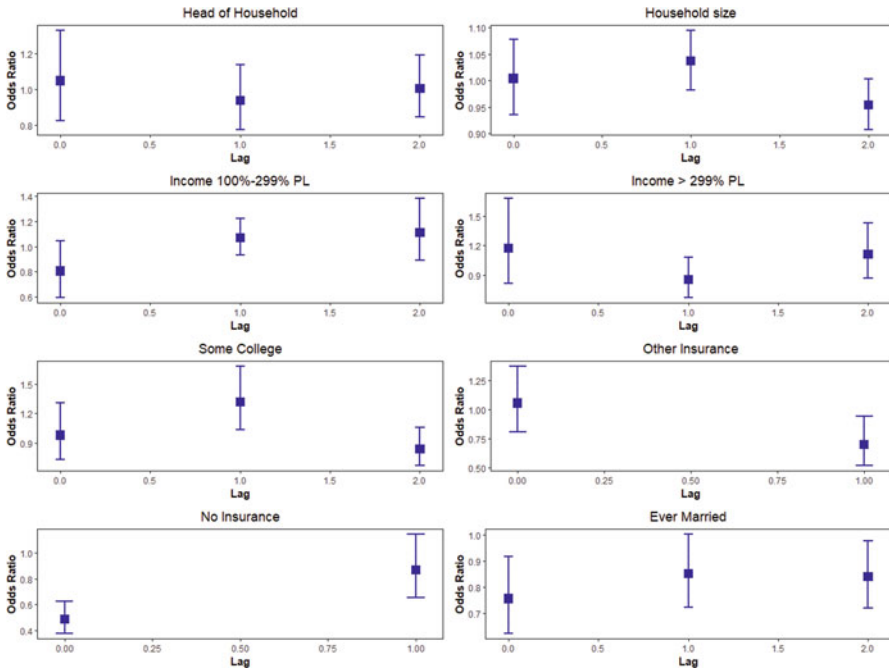 Head of Household
Odds Ratio
1.2
1.0
0.8
0.0 0.5 1.0 1.5 2.0
Lag
Household size
Odds Ratio
1.10
1.05
1.00
0.95
0.90
0.0 0.5 1.0 1.5 2.0
Lag
Income 100%-299% PL
Odds Ratio
1.4
1.2
1.0
0.8
0.6
0.0 0.5 1.0 1.5 2.0
Lag
Income > 299% PL
Odds Ratio
1.5
1.2
0.9
0.0 0.5 1.0 1.5 2.0
Lag
Some College
Odds Ratio
1.5
1.2
0.9
0.0 0.5 1.0 1.5 2.0
Lag
Other Insurance
Odds Ratio
1.25
1.00
0.75
0.50
0.00 0.25 0.50 0.75 1.00
Lag
No Insurance
Odds Ratio
1.0
0.8
0.6
0.4
0.00 0.25 0.50 0.75 1.00
Lag
Ever Married
Odds Ratio
1.0
0.9
0.8
0.7
0.0 0.5 1.0 1.5 2.0
Lag